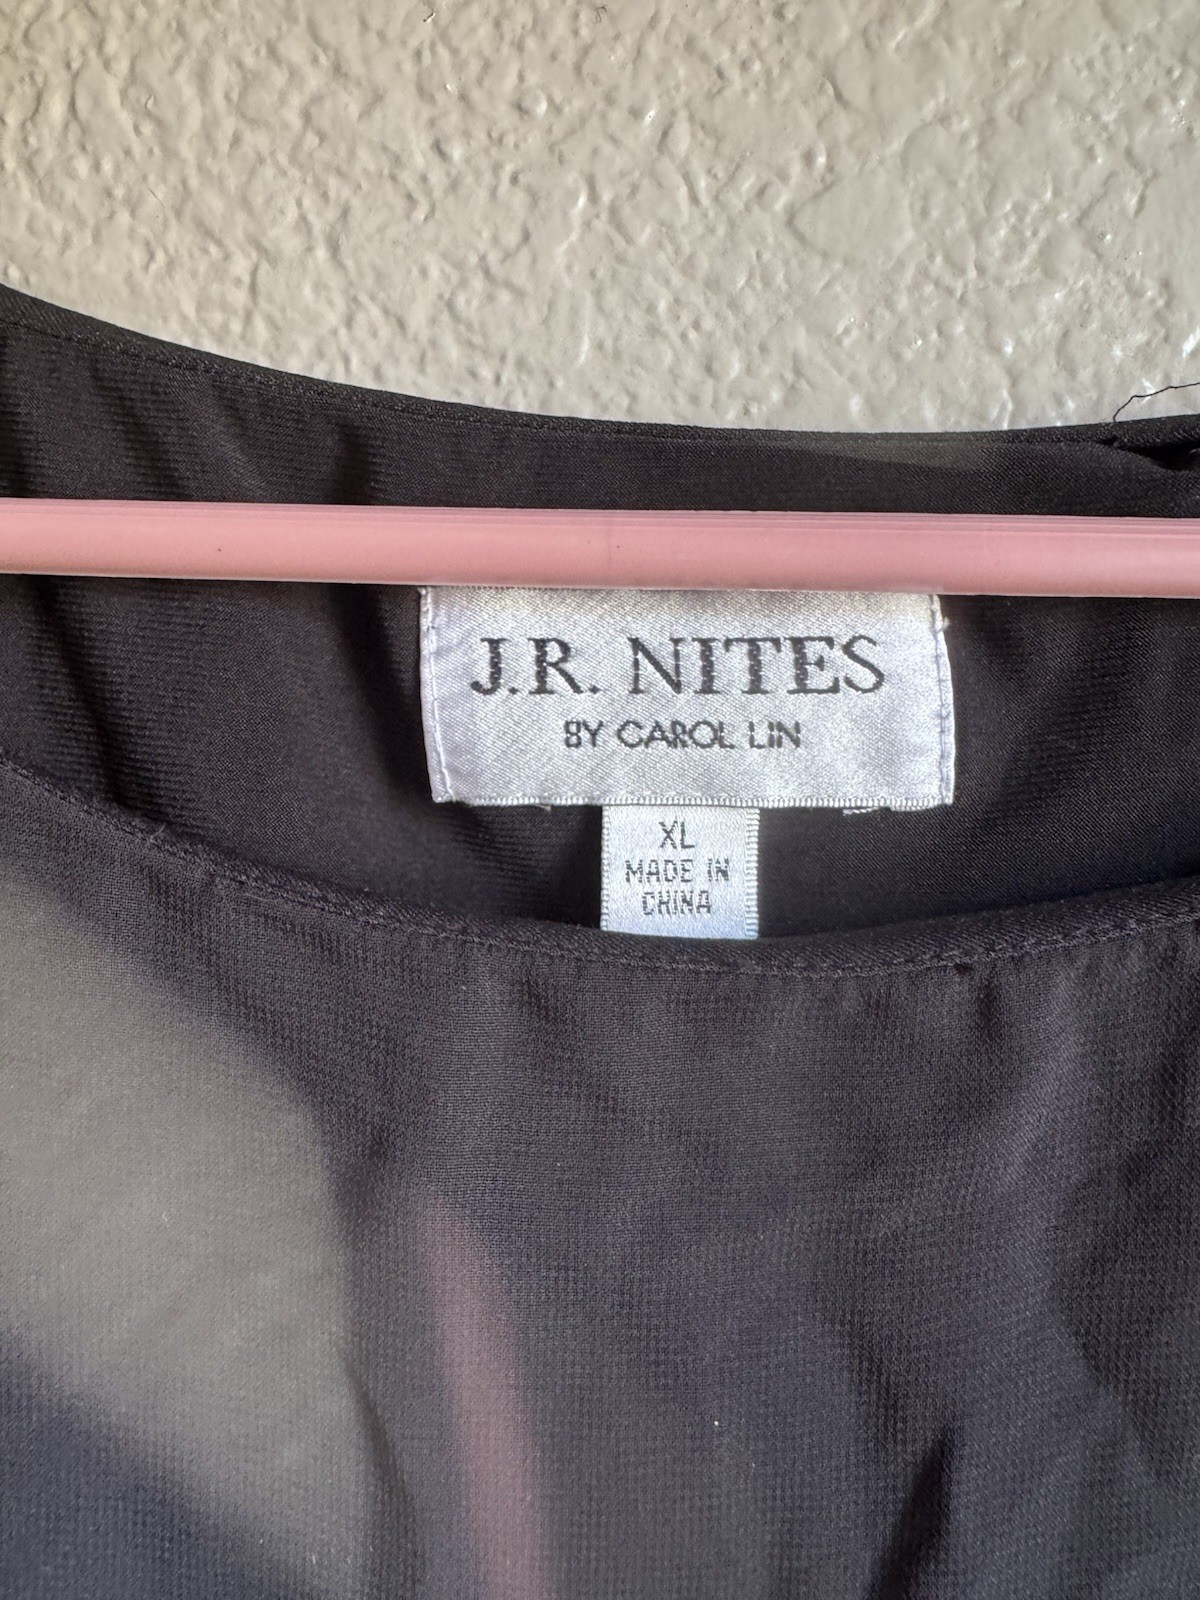 J.R. NITES
BY CAROL LIN
XL
MADE IN
CHINA